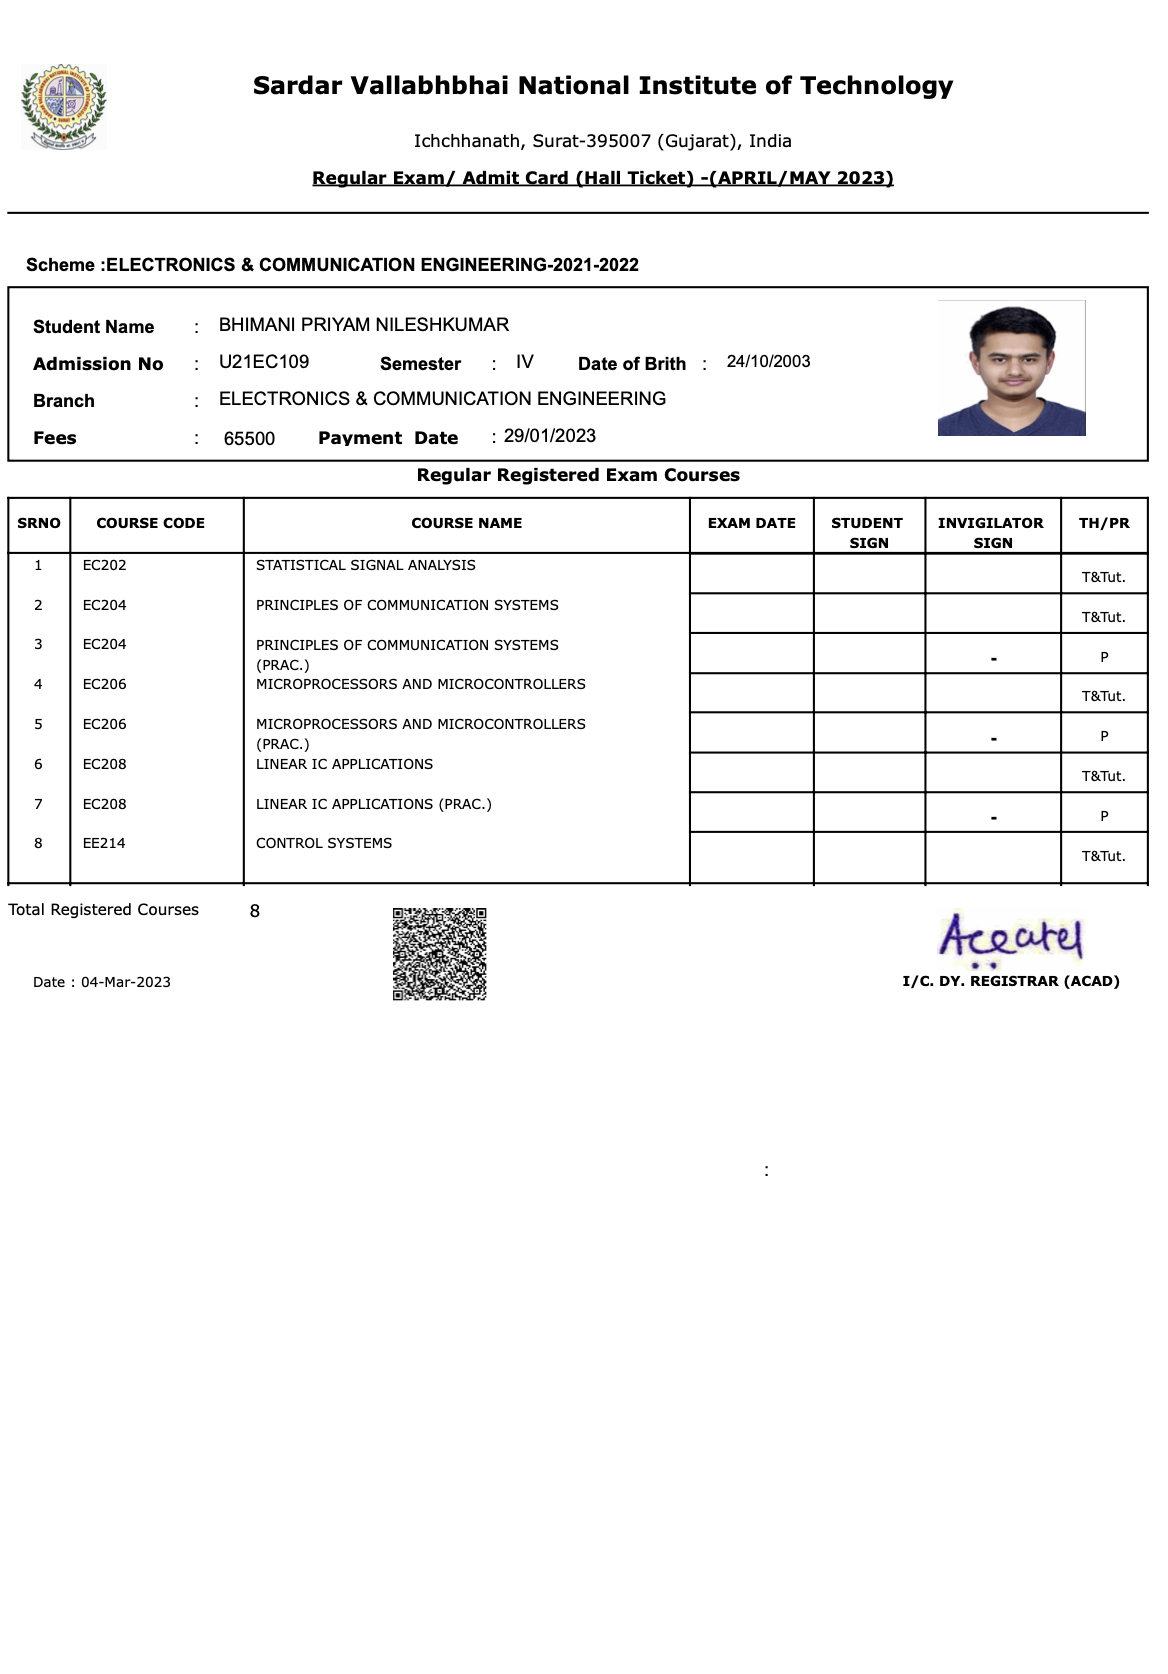 Sardar Vallabhbhai National Institute of Technology
Ichchhanath, Surat-395007 (Gujarat), India
Regular Exam/ Admit Card (Hall Ticket) -(APRIL/MAY 2023)
Scheme :ELECTRONICS & COMMUNICATION ENGINEERING-2021-2022
Student Name : BHIMANI PRIYAM NILESHKUMAR
Admission No : U21EC109 Semester : IV Date of Brith : 24/10/2003
Branch : ELECTRONICS & COMMUNICATION ENGINEERING
Fees : 65500 Payment Date : 29/01/2023
Regular Registered Exam Courses
SRNO COURSE CODE COURSE NAME EXAM DATE STUDENT SIGN INVIGILATOR SIGN TH/PR
1 EC202 STATISTICAL SIGNAL ANALYSIS T&Tut.
2 EC204 PRINCIPLES OF COMMUNICATION SYSTEMS T&Tut.
3 EC204 PRINCIPLES OF COMMUNICATION SYSTEMS (PRAC.) - P
4 EC206 MICROPROCESSORS AND MICROCONTROLLERS T&Tut.
5 EC206 MICROPROCESSORS AND MICROCONTROLLERS (PRAC.) - P
6 EC208 LINEAR IC APPLICATIONS T&Tut.
7 EC208 LINEAR IC APPLICATIONS (PRAC.) - P
8 EE214 CONTROL SYSTEMS T&Tut.
Total Registered Courses 8
Date : 04-Mar-2023
I/C. DY. REGISTRAR (ACAD)
: